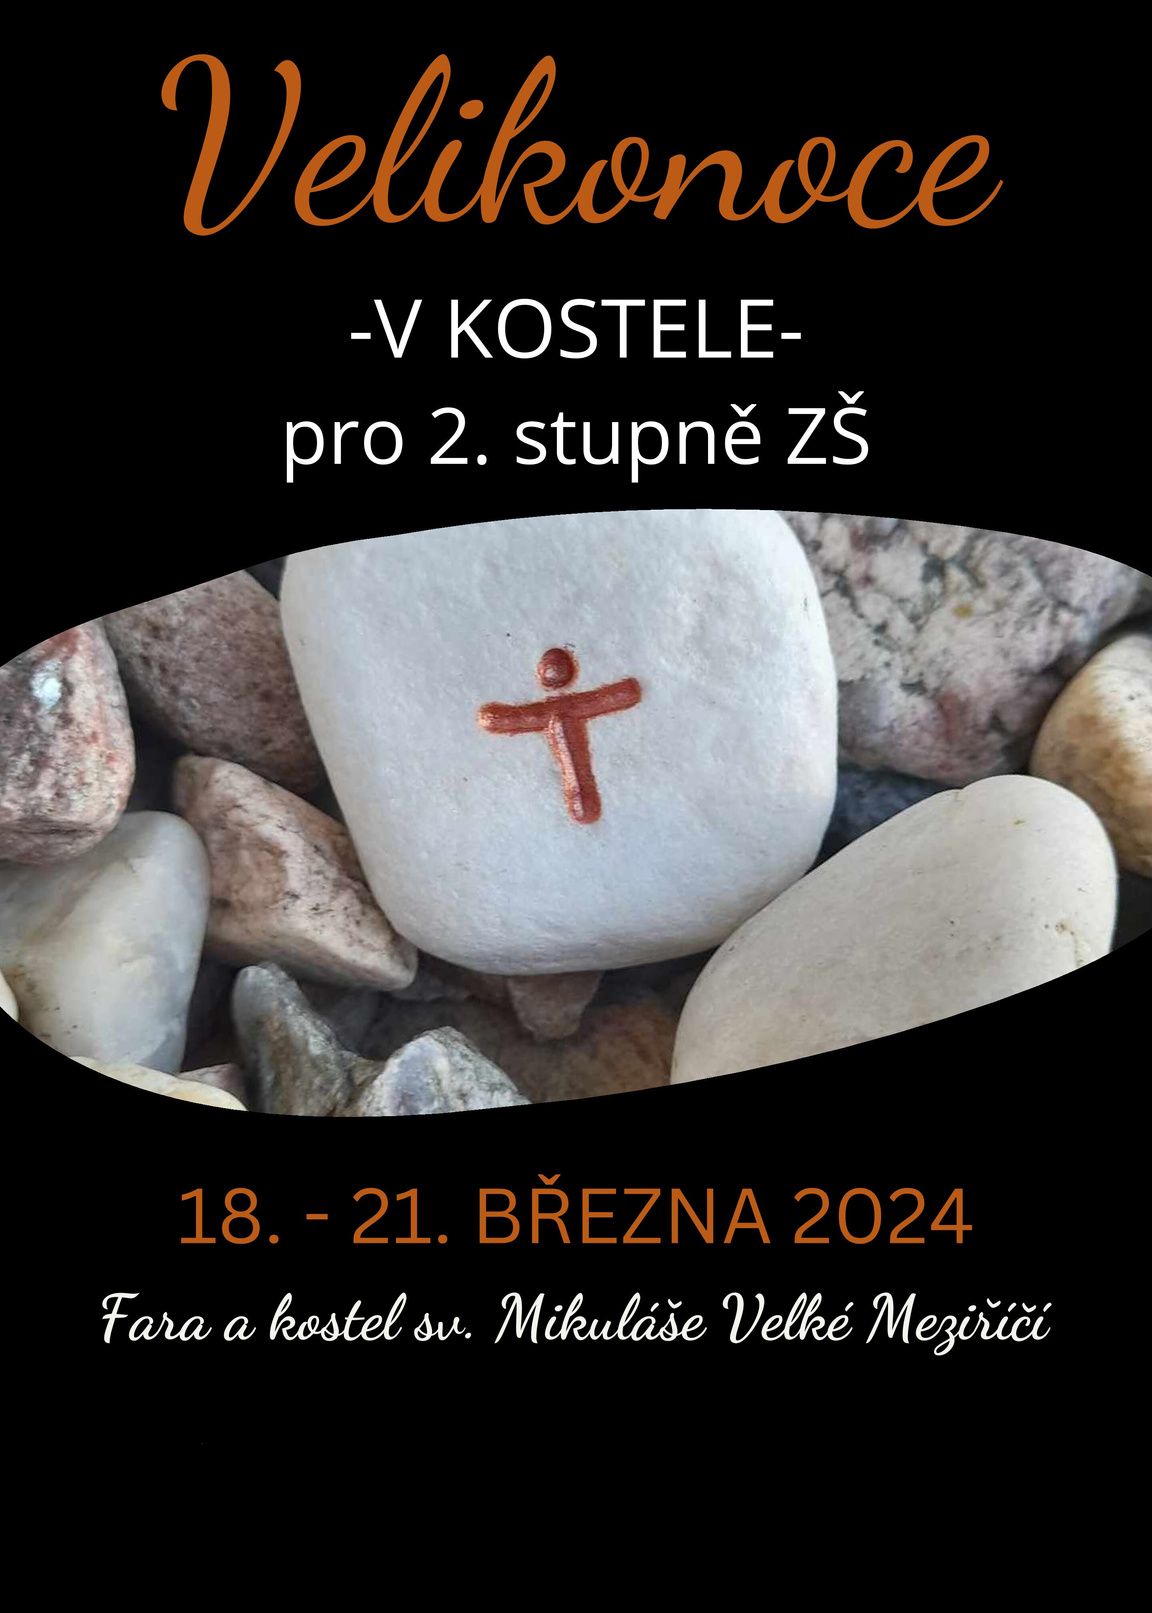 Velikonoce
-V KOSTELE-
pro 2. stupně ZŠ
18. - 21. BŘEZNA 2024
Fara a kostel sv. Mikuláše Velké Meziříčí